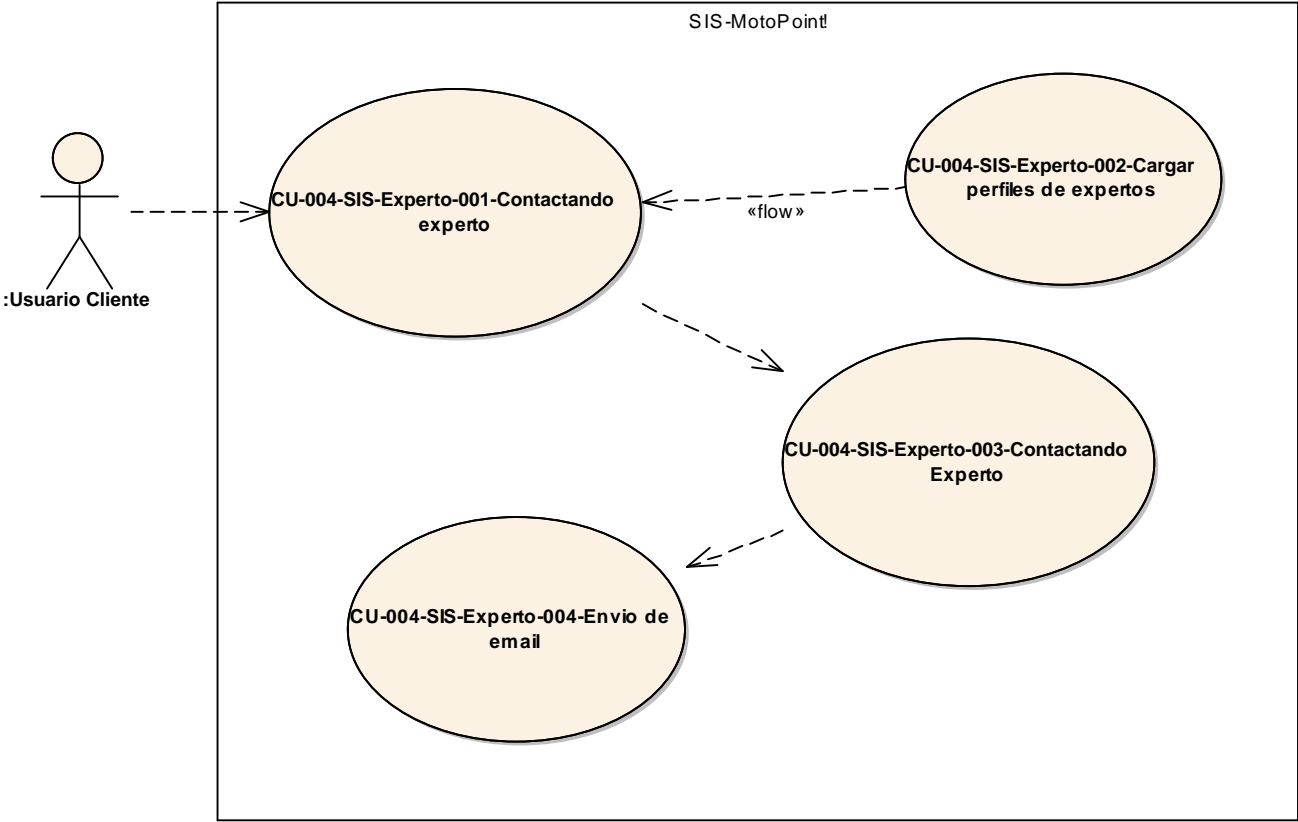 SIS-MotoPoint!
CU-004-SIS-Experto-002-Cargar
perfiles de expertos
CU-004-SIS-Experto-001-Contactando
experto
«flow»
:Usuario Cliente
CU-004-SIS-Experto-003-Contactando
Experto
CU-004-SIS-Experto-004-Envio de
email